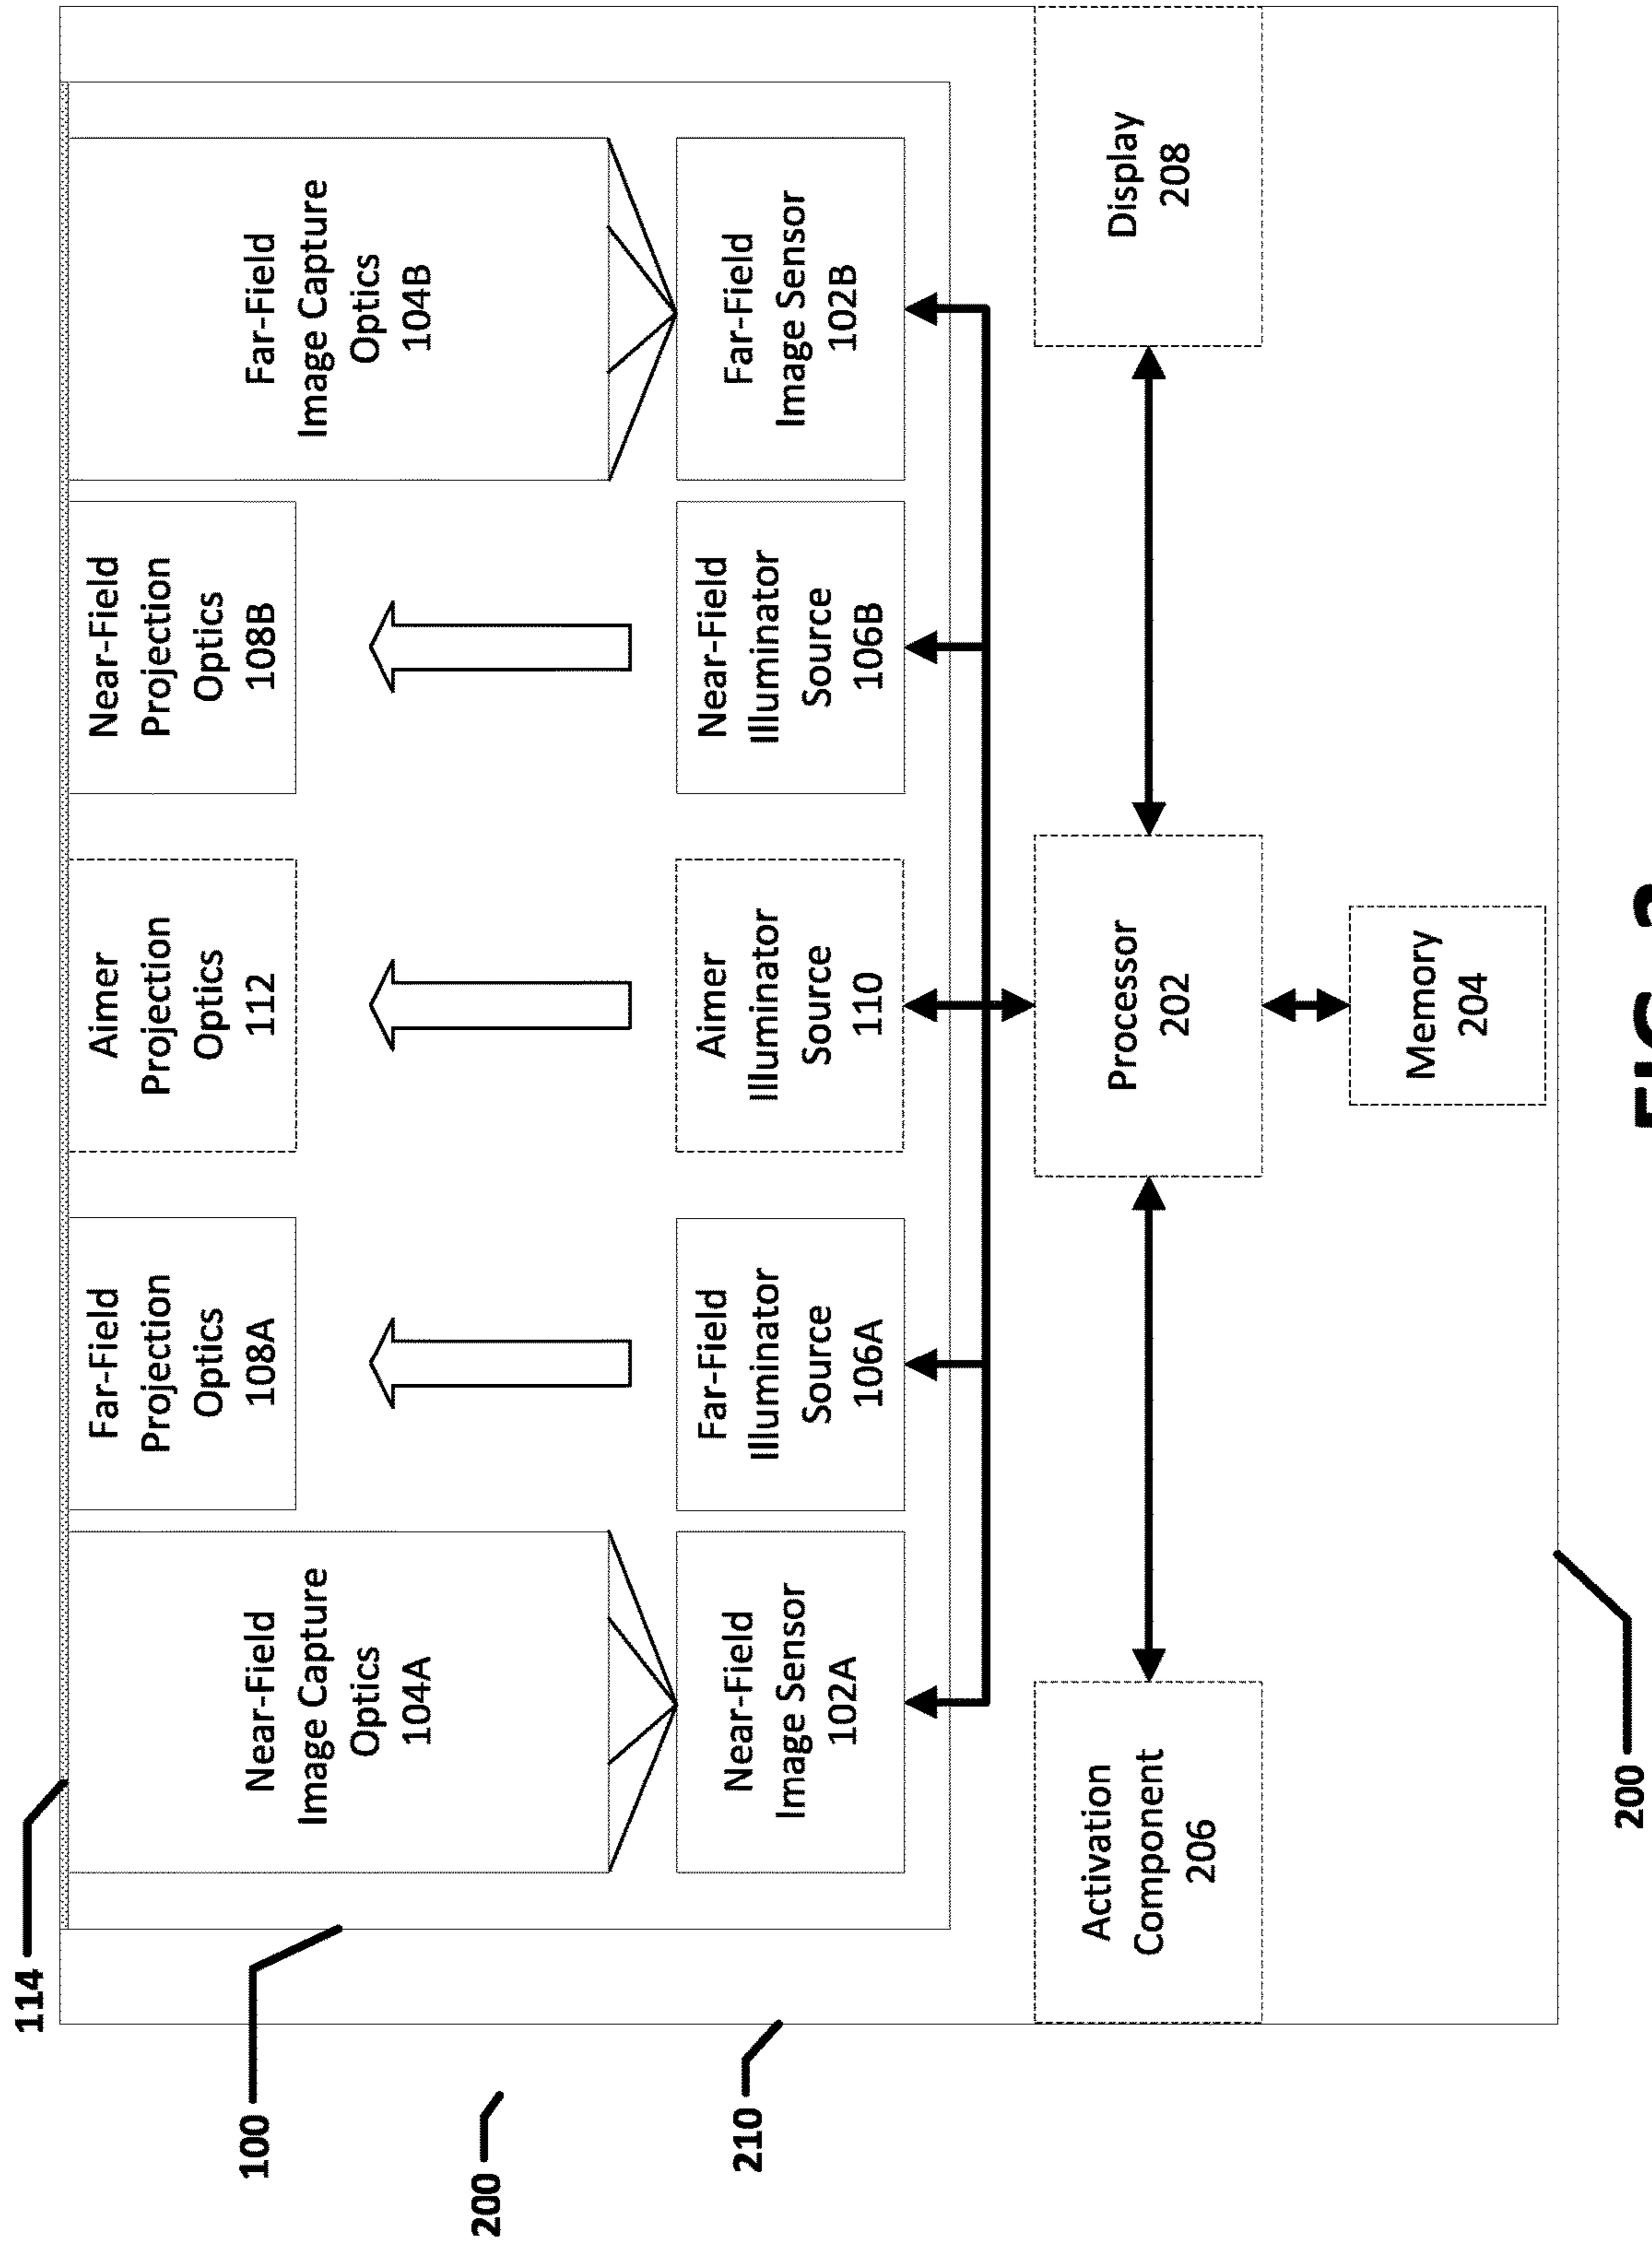 114
100
200
210
Near-Field
Image Capture
Optics
104A
Far-Field
Projection
Optics
108A
Aimer
Projection
Optics
112
Near-Field
Projection
Optics
108B
Far-Field
Image Capture
Optics
104B
Near-Field
Image Sensor
102A
Far-Field
Illuminator
Source
106A
Aimer
Illuminator
Source
110
Near-Field
Illuminator
Source
106B
Far-Field
Image Sensor
102B
Activation
Component
206
Processor
202
Display
208
Memory
204
200